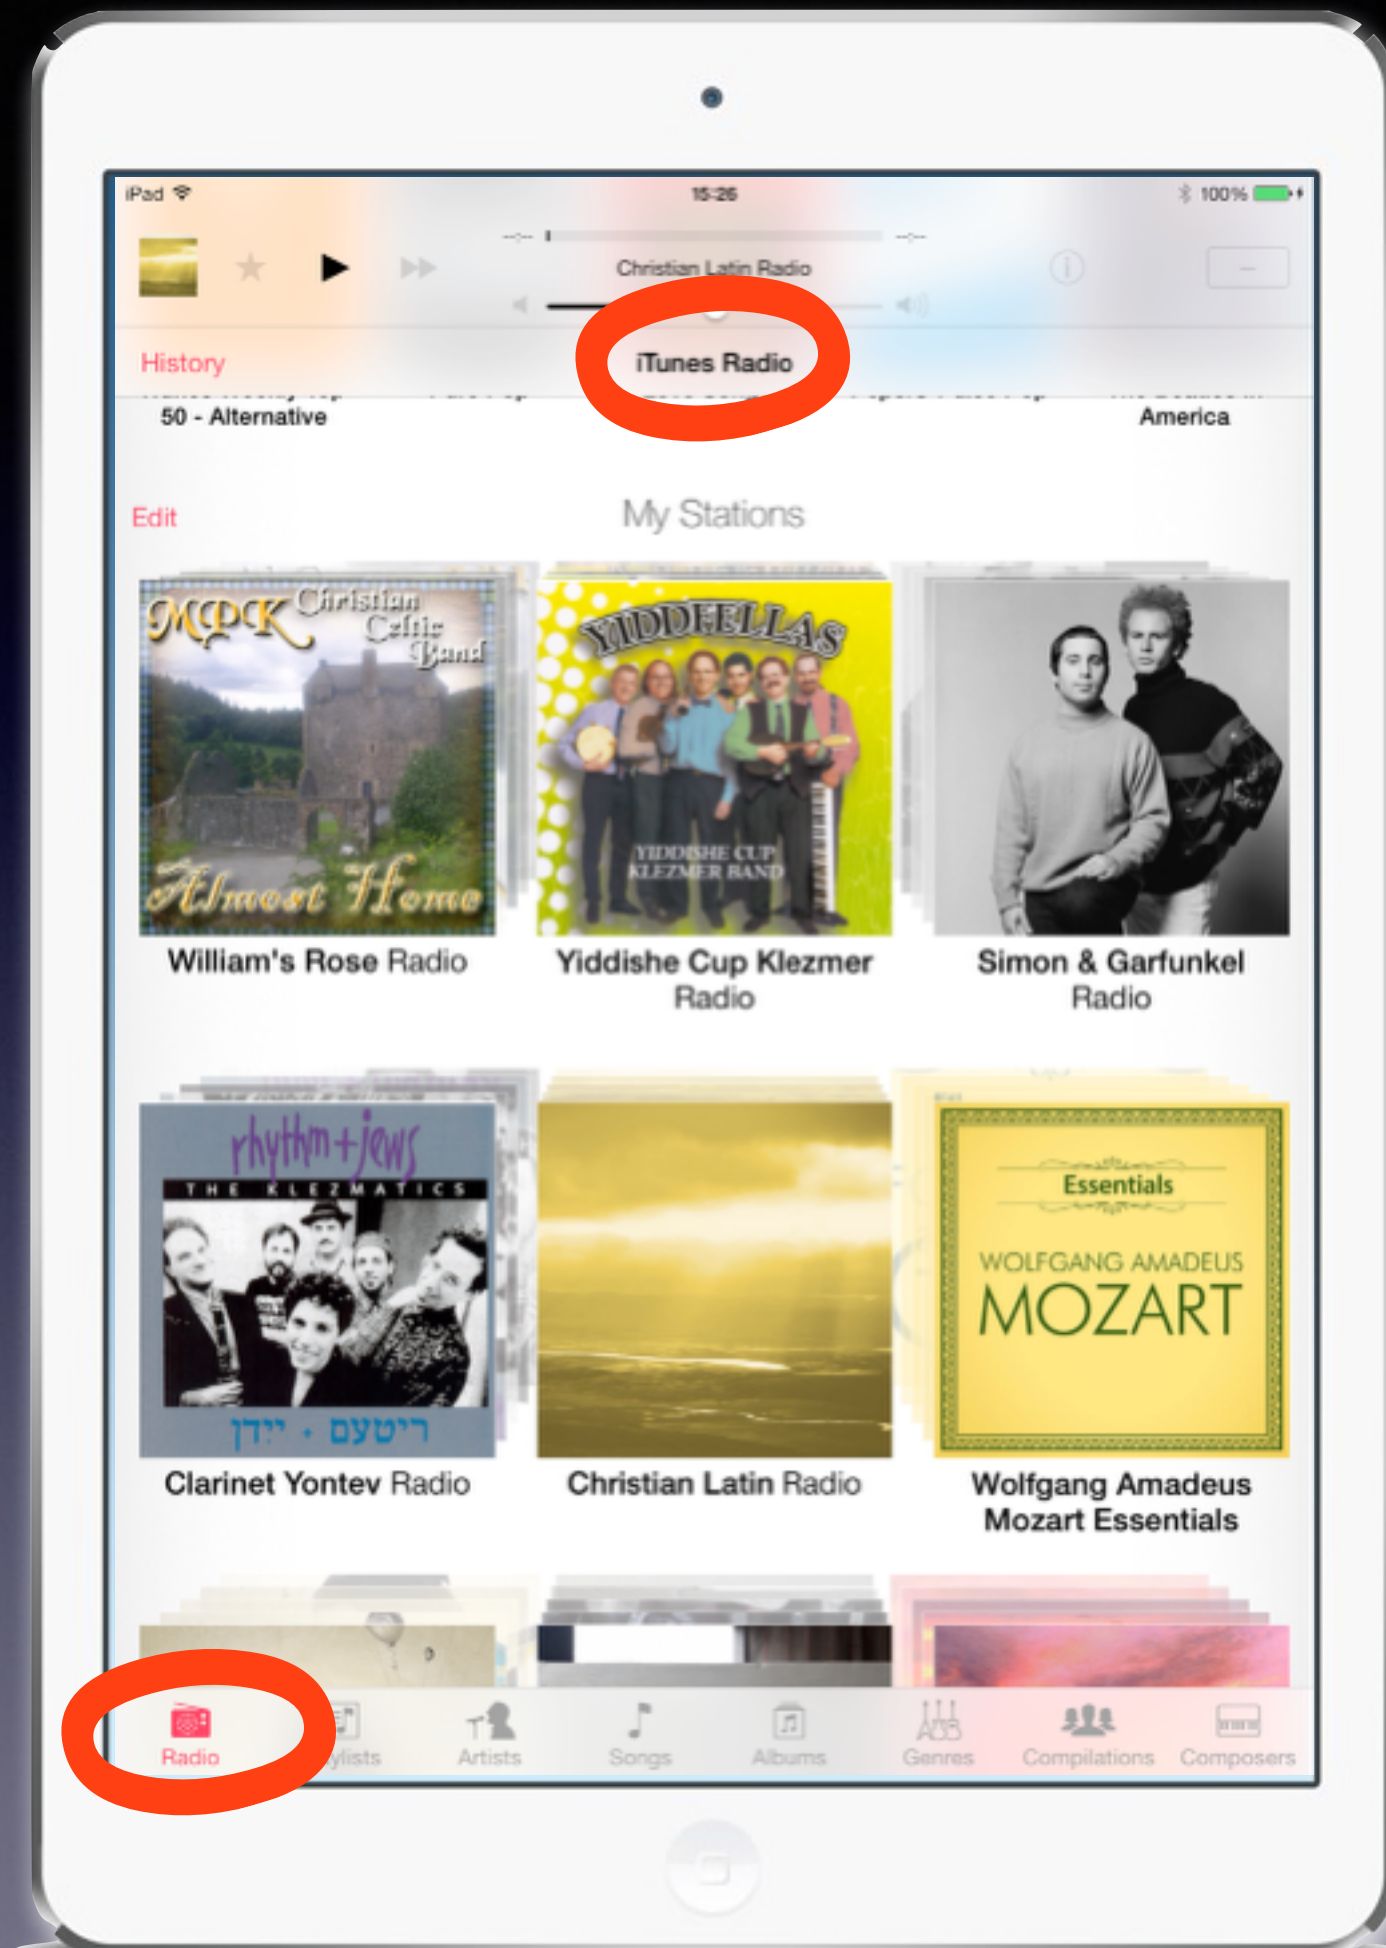 iPad
15:26
100%
Christian Latin Radio
History
iTunes Radio
50 - Alternative
America
Edit
My Stations
MPK Christian
Celtic
Band
Almost Home
YIDDFELLAS
YIDDISHE CUP
KLEZMER BAND
William's Rose Radio
Yiddishe Cup Klezmer
Radio
Simon & Garfunkel
Radio
rhythm + jews
THE KLEZMATICS
ריטעם + יידן
Essentials
WOLFGANG AMADEUS
MOZART
Clarinet Yontev Radio
Christian Latin Radio
Wolfgang Amadeus
Mozart Essentials
Radio
Artists
Songs
Albums
Genres
Compilations
Composers